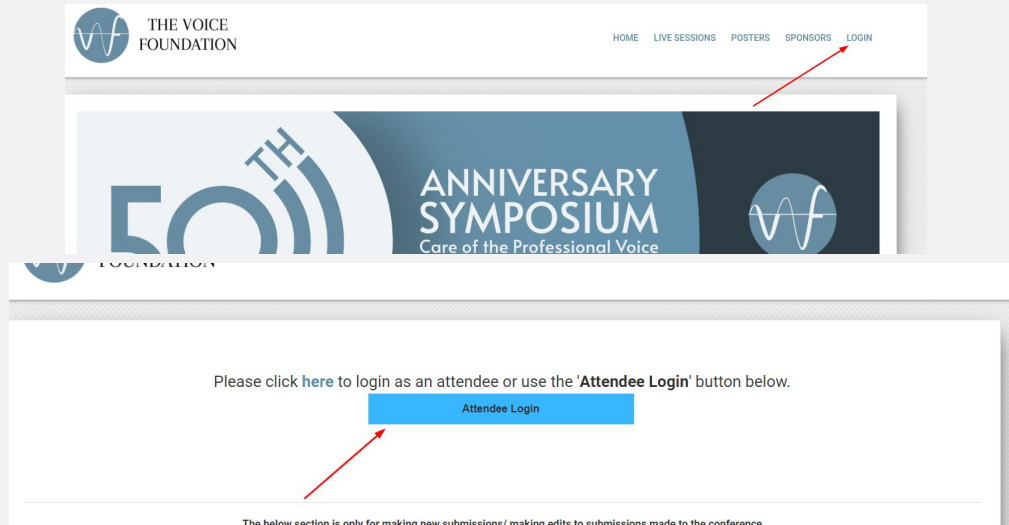 THE VOICE
FOUNDATION
HOME LIVE SESSIONS POSTERS SPONSORS LOGIN
50TH
ANNIVERSARY
SYMPOSIUM
Care of the Professional Voice
FOUNDATION
Please click here to login as an attendee or use the 'Attendee Login' button below.
Attendee Login
The below section is only for making new submissions/ making edits to submissions made to the conference